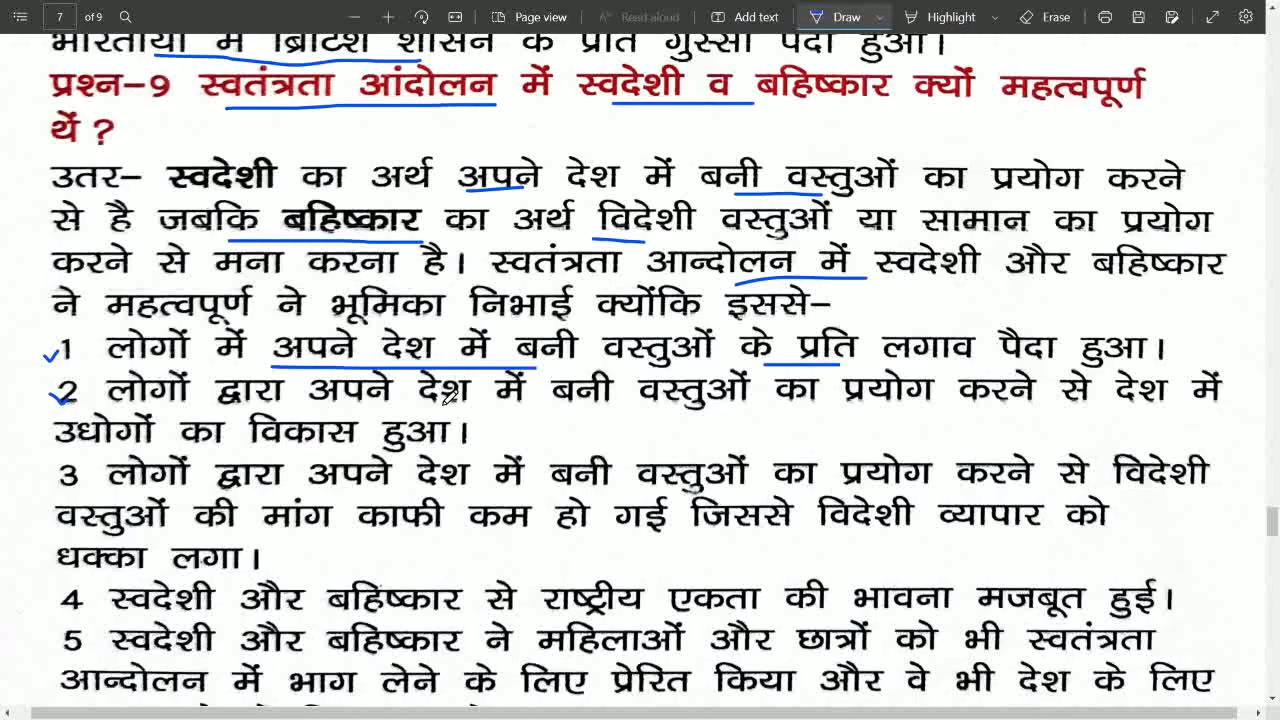 7 of 9 Page view Read aloud Add text Draw Highlight Erase
भारतीयों में ब्रिटिश शासन के प्रति गुस्सा पैदा हुआ।
प्रश्न-9 स्वतंत्रता आंदोलन में स्वदेशी व बहिष्कार क्यों महत्वपूर्ण
थें ?
उतर- स्वदेशी का अर्थ अपने देश में बनी वस्तुओं का प्रयोग करने
से है जबकि बहिष्कार का अर्थ विदेशी वस्तुओं या सामान का प्रयोग
करने से मना करना है। स्वतंत्रता आन्दोलन में स्वदेशी और बहिष्कार
ने महत्वपूर्ण ने भूमिका निभाई क्योंकि इससे-
1 लोगों में अपने देश में बनी वस्तुओं के प्रति लगाव पैदा हुआ।
2 लोगों द्वारा अपने देश में बनी वस्तुओं का प्रयोग करने से देश में
उधोगों का विकास हुआ।
3 लोगों द्वारा अपने देश में बनी वस्तुओं का प्रयोग करने से विदेशी
वस्तुओं की मांग काफी कम हो गई जिससे विदेशी व्यापार को
धक्का लगा।
4 स्वदेशी और बहिष्कार से राष्ट्रीय एकता की भावना मजबूत हुई।
5 स्वदेशी और बहिष्कार ने महिलाओं और छात्रों को भी स्वतंत्रता
आन्दोलन में भाग लेने के लिए प्रेरित किया और वे भी देश के लिए